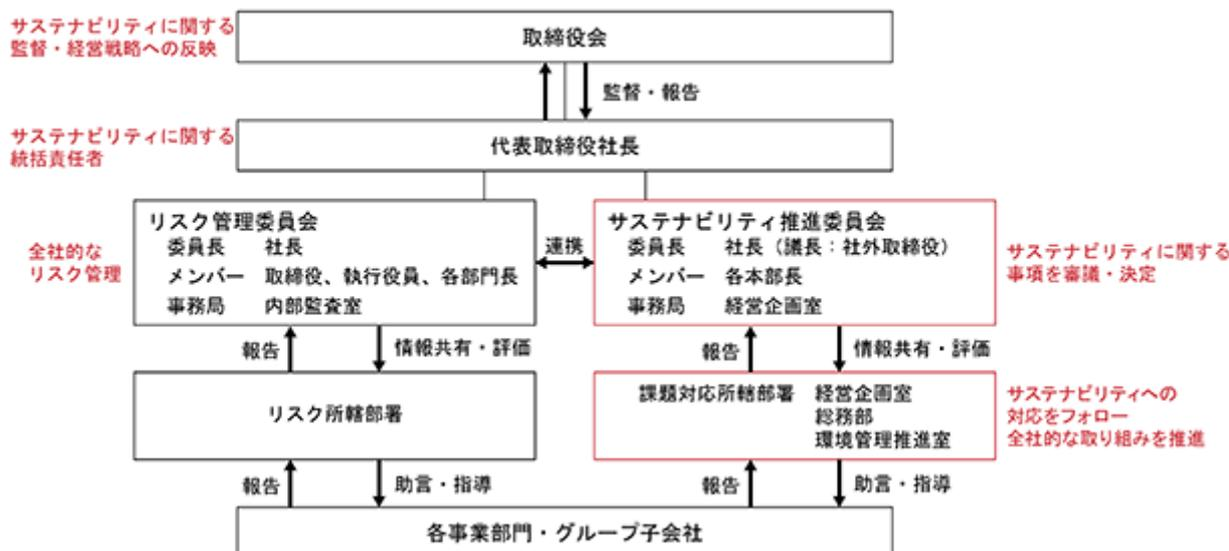 サステナビリティに関する
監督・経営戦略への反映
取締役会
監督・報告
サステナビリティに関する
統括責任者
代表取締役社長
全社的な
リスク管理
リスク管理委員会
委員長 社長
メンバー 取締役、執行役員、各部門長
事務局 内部監査室
連携
サステナビリティ推進委員会
委員長 社長（議長：社外取締役）
メンバー 各本部長
事務局 経営企画室
サステナビリティに関する
事項を審議・決定
報告
情報共有・評価
報告
情報共有・評価
リスク所轄部署
課題対応所轄部署 経営企画室
総務部
環境管理推進室
サステナビリティへの
対応をフォロー
全社的な取り組みを推進
報告
助言・指導
報告
助言・指導
各事業部門・グループ子会社